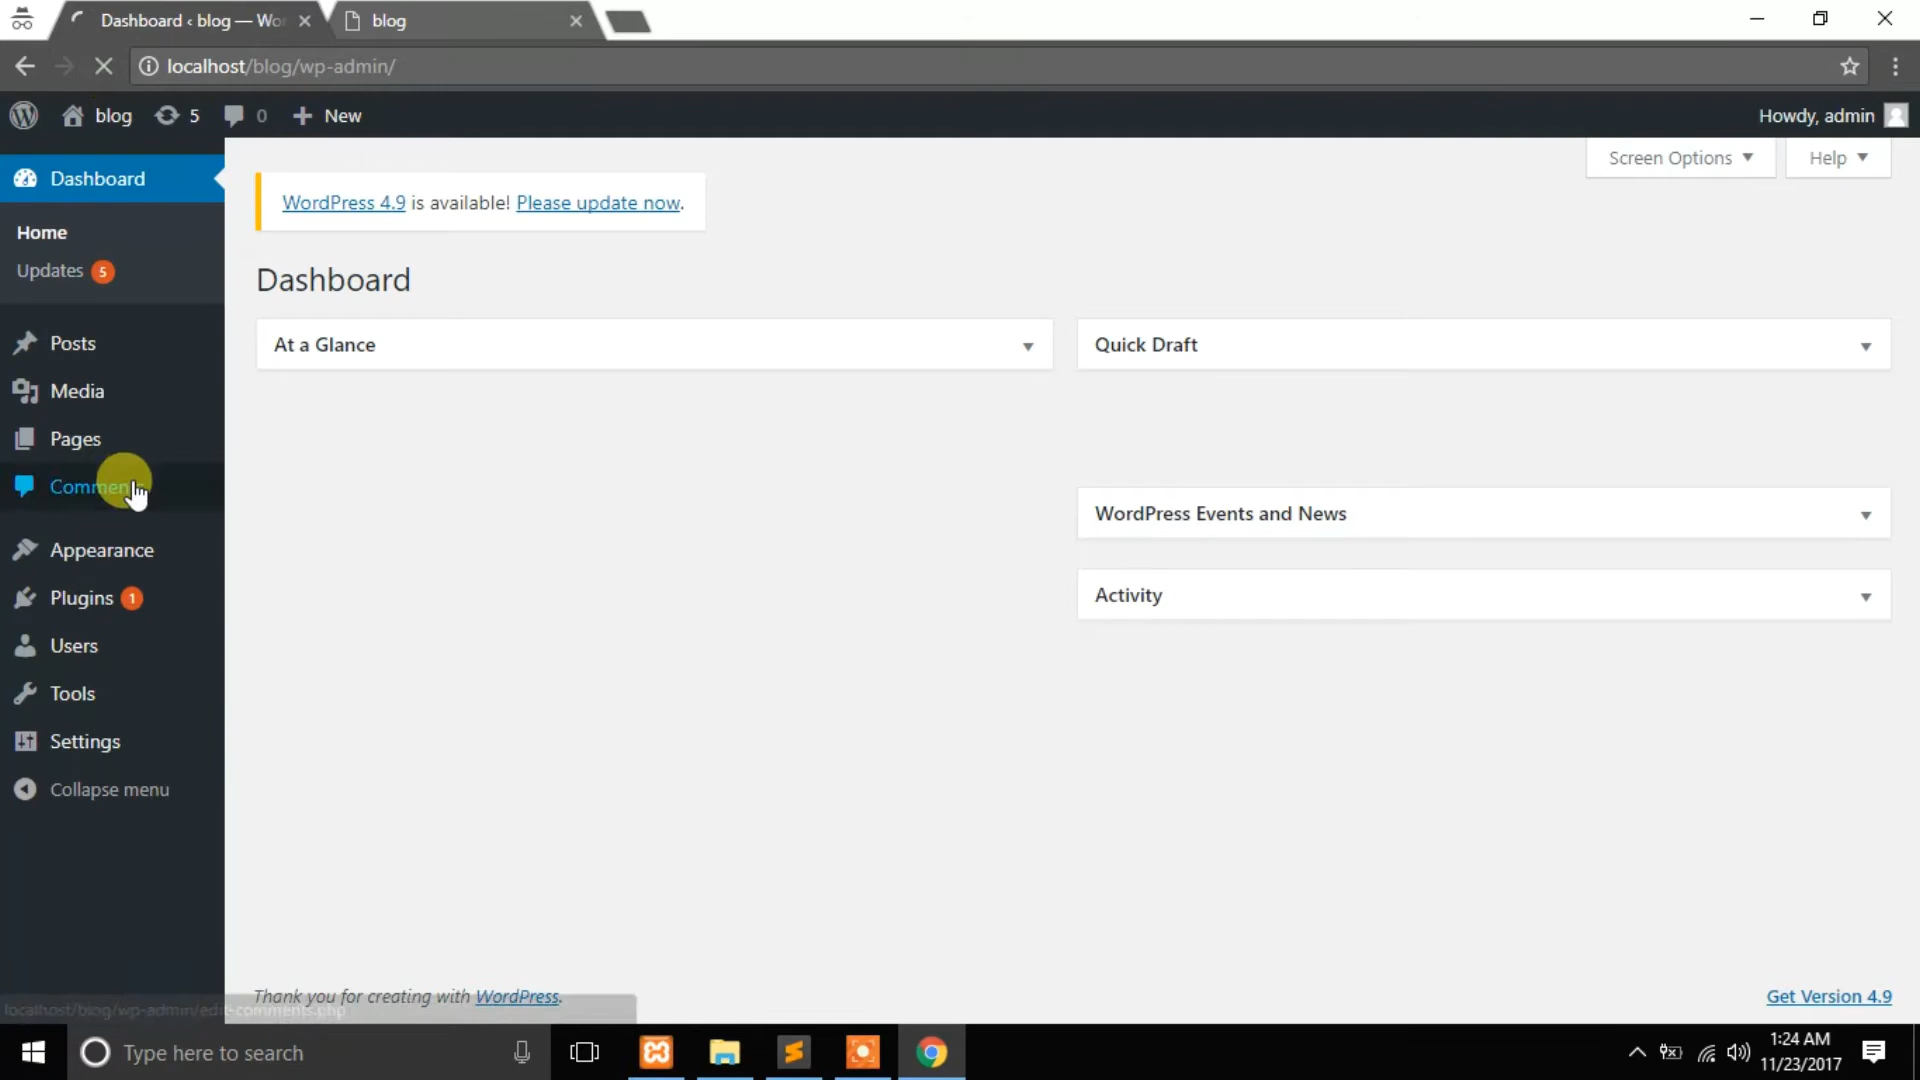 Dashboard ‹ blog — Wo
blog
localhost/blog/wp-admin/
blog 5 0 New
Howdy, admin
Screen Options
Help
Dashboard
WordPress 4.9 is available! Please update now.
Home
Updates 5
Dashboard
Posts
At a Glance
Quick Draft
Media
Pages
Comments
WordPress Events and News
Appearance
Plugins 1
Activity
Users
Tools
Settings
Collapse menu
Thank you for creating with WordPress.
Get Version 4.9
localhost/blog/wp-admin/edit-comments.php
Type here to search
1:24 AM
11/23/2017